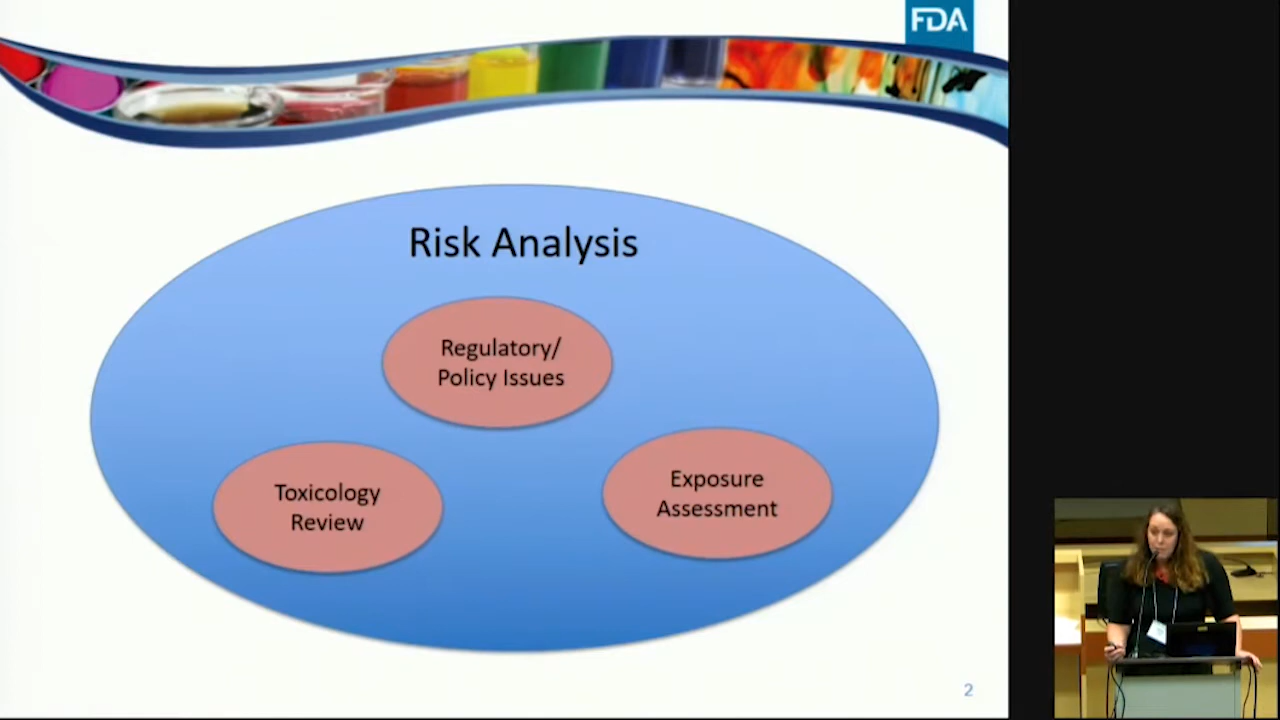 FDA
Risk Analysis
Regulatory/
Policy Issues
Toxicology
Review
Exposure
Assessment
2